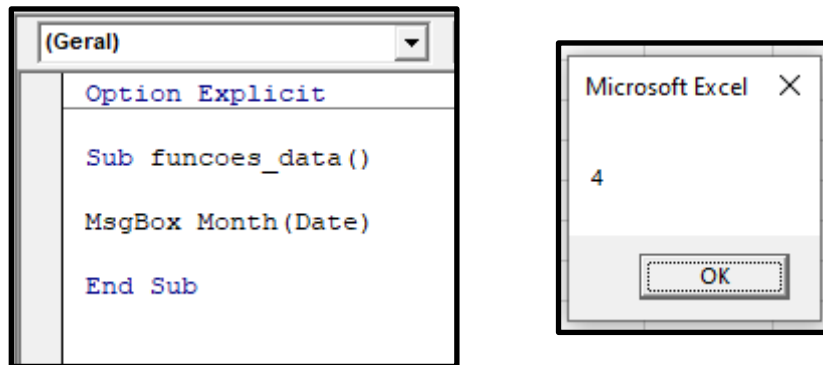 (Geral)
Option Explicit
Sub funcoes_data()
MsgBox Month(Date)
End Sub
Microsoft Excel
4
OK